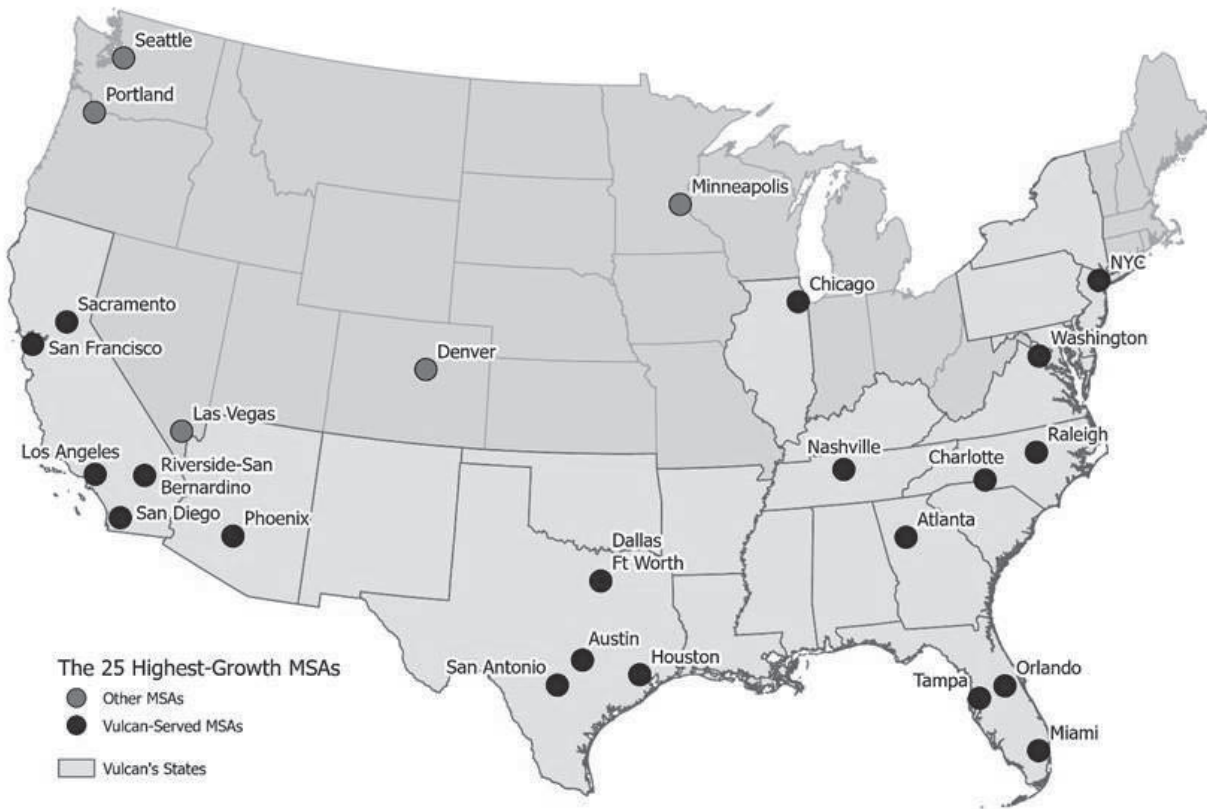 Seattle
Portland
Minneapolis
NYC
Chicago
Sacramento
San Francisco
Washington
Denver
Las Vegas
Los Angeles
Riverside-San
Bernardino
San Diego
Phoenix
Nashville
Charlotte
Raleigh
Atlanta
Dallas
Ft Worth
Austin
San Antonio
Houston
Orlando
Tampa
Miami
The 25 Highest-Growth MSAs
Other MSAs
Vulcan-Served MSAs
Vulcan's States